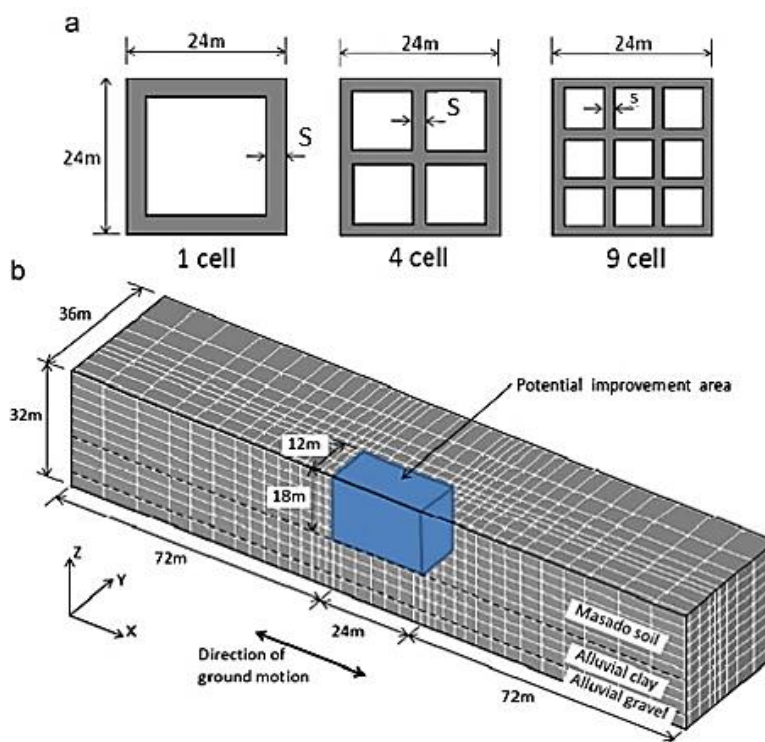 a
24m 24m 24m
24m
S S s
1 cell 4 cell 9 cell
b
36m
Potential improvement area
32m
12m
18m
72m
Z
Y
X
24m
Direction of
ground motion
72m
Masado soil
Alluvial clay
Alluvial gravel